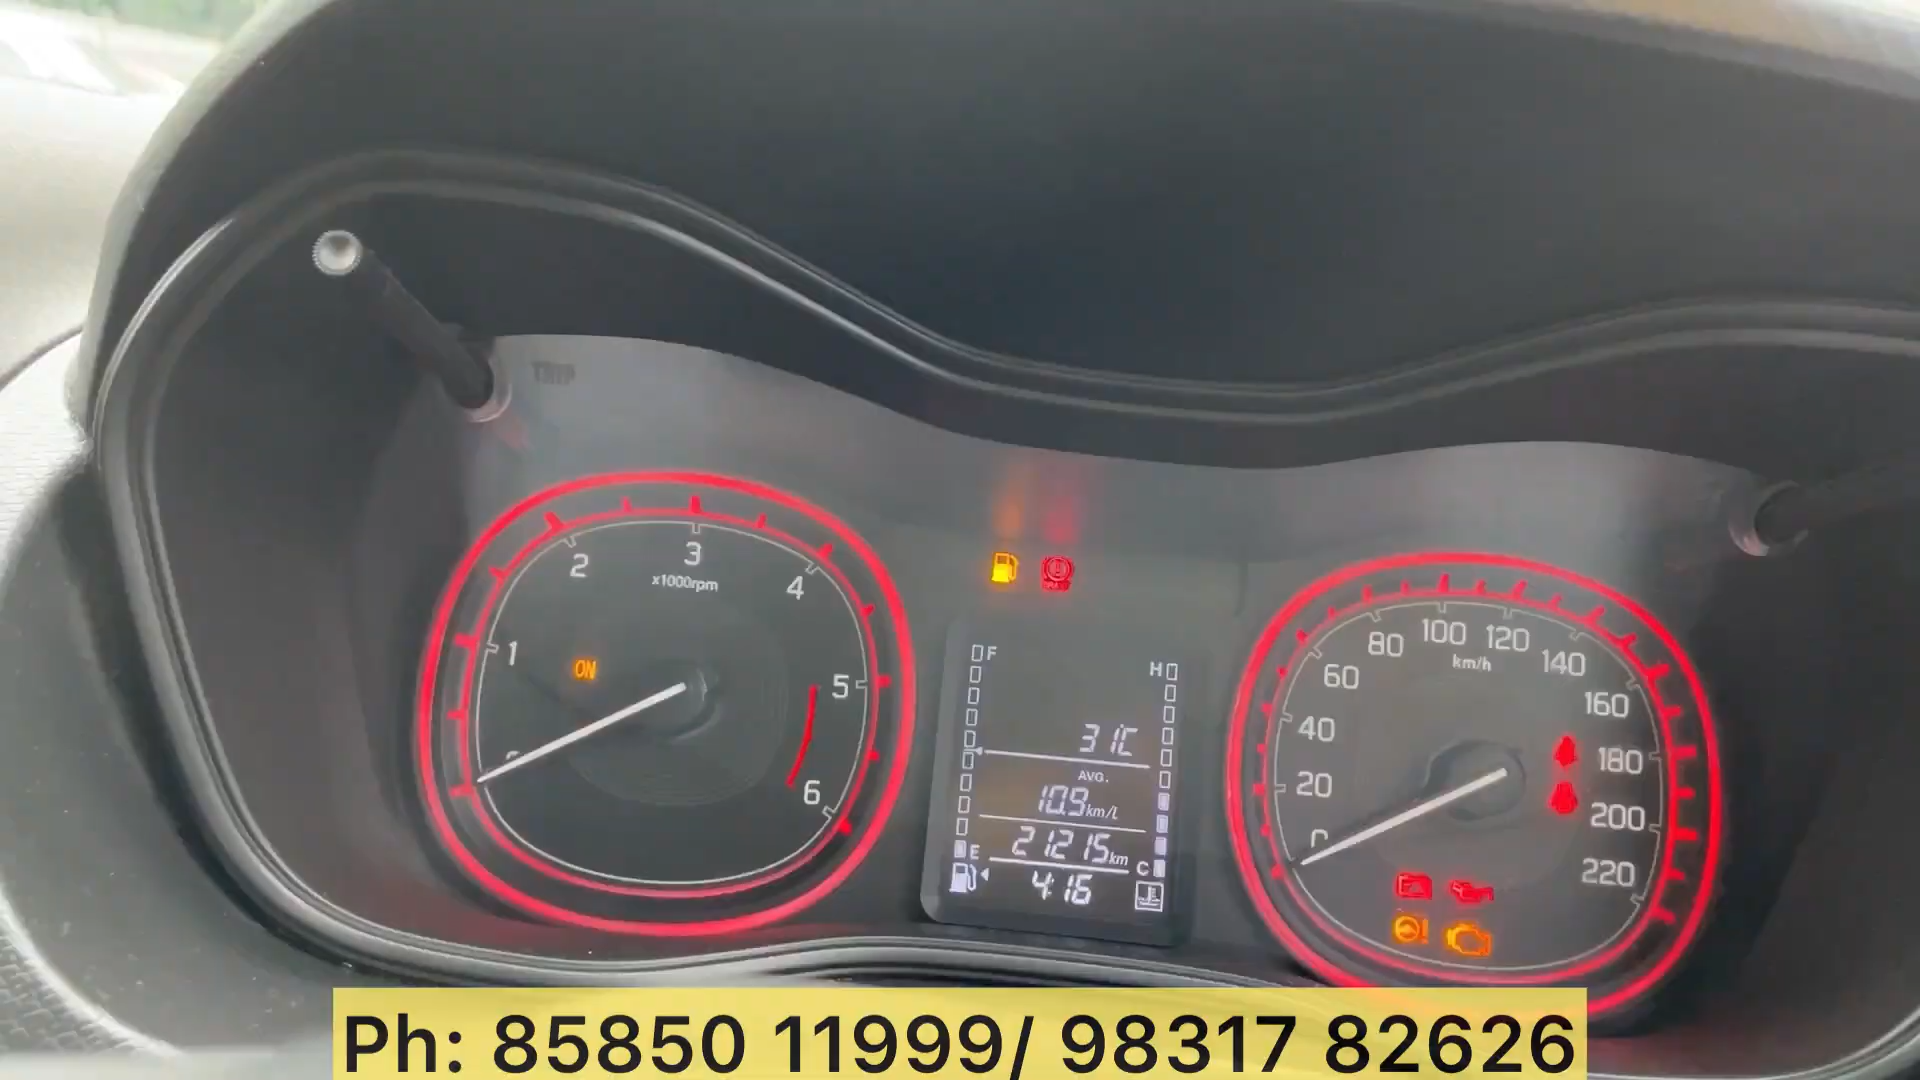 TRIP
1
2
3
4
5
6
x1000rpm
ON
F
H
31°C
AVG.
10.9km/L
21215km
E
C
4:16
0
20
40
60
80
100
120
140
160
180
200
220
km/h
Ph: 85850 11999/ 98317 82626